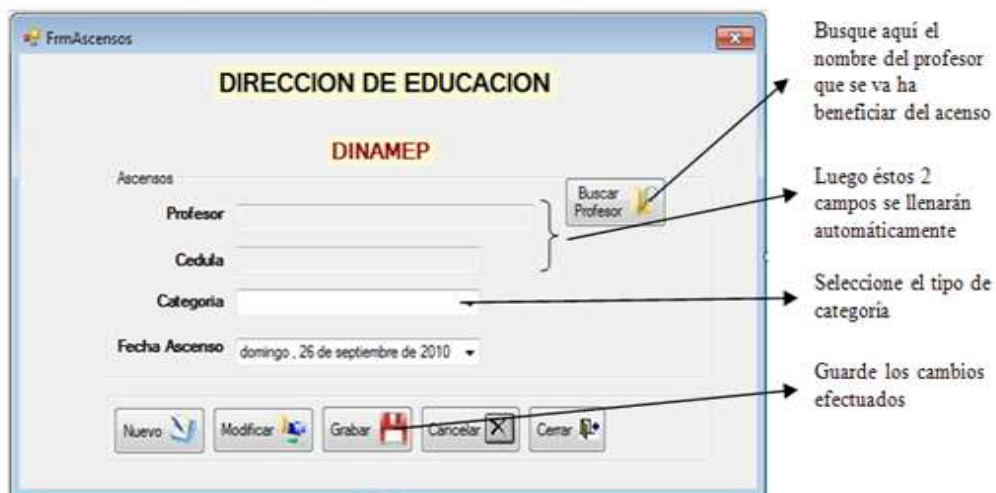 FrmAscensos
DIRECCION DE EDUCACION
DINAMEP
Ascensos
Buscar
Profesor
Profesor
Cedula
Categoria
Fecha Ascenso
domingo , 26 de septiembre de 2010
Nuevo
Modificar
Grabar
Cancelar
Cerrar
Busque aquí el
nombre del profesor
que se va ha
beneficiar del acenso
Luego éstos 2
campos se llenarán
automáticamente
Seleccione el tipo de
categoría
Guarde los cambios
efectuados